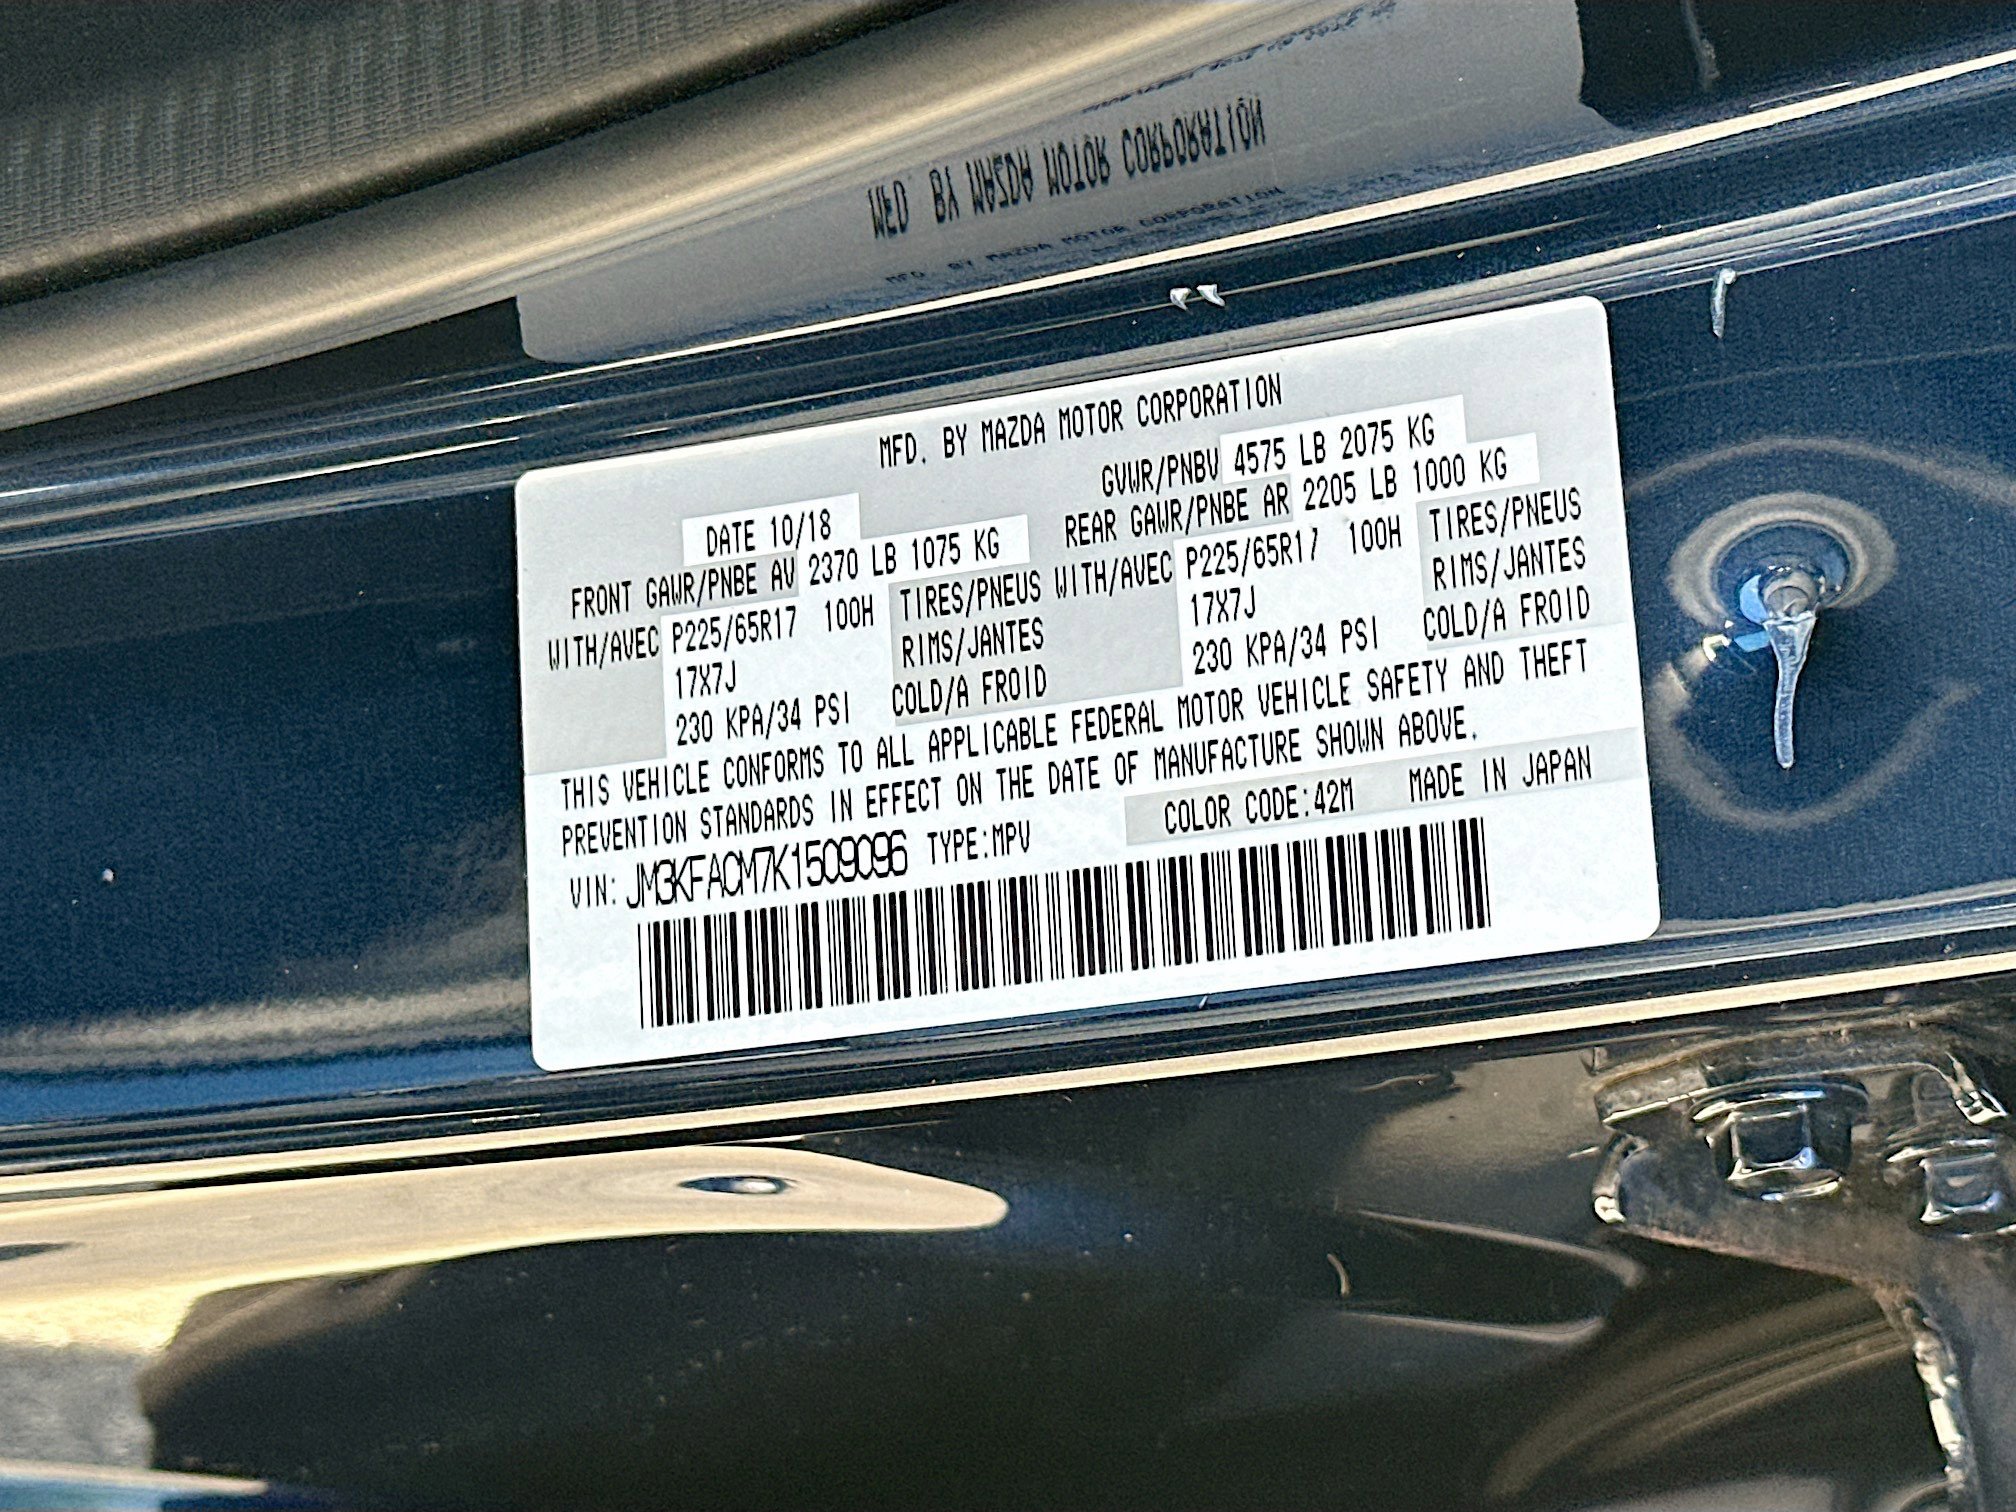 MFD. BY MAZDA MOTOR CORPORATION
MFD. BY MAZDA MOTOR CORPORATION
MFD. BY MAZDA MOTOR CORPORATION
GVWR/PNBV 4575 LB 2075 KG
DATE 10/18
REAR GAWR/PNBE AR 2205 LB 1000 KG
FRONT GAWR/PNBE AV 2370 LB 1075 KG
WITH/AVEC P225/65R17 100H TIRES/PNEUS
17X7J RIMS/JANTES
230 KPA/34 PSI COLD/A FROID
WITH/AVEC P225/65R17 100H TIRES/PNEUS
17X7J RIMS/JANTES
230 KPA/34 PSI COLD/A FROID
THIS VEHICLE CONFORMS TO ALL APPLICABLE FEDERAL MOTOR VEHICLE SAFETY AND THEFT
PREVENTION STANDARDS IN EFFECT ON THE DATE OF MANUFACTURE SHOWN ABOVE.
VIN: JM3KFACM7K1509096 TYPE:MPV
COLOR CODE:42M MADE IN JAPAN